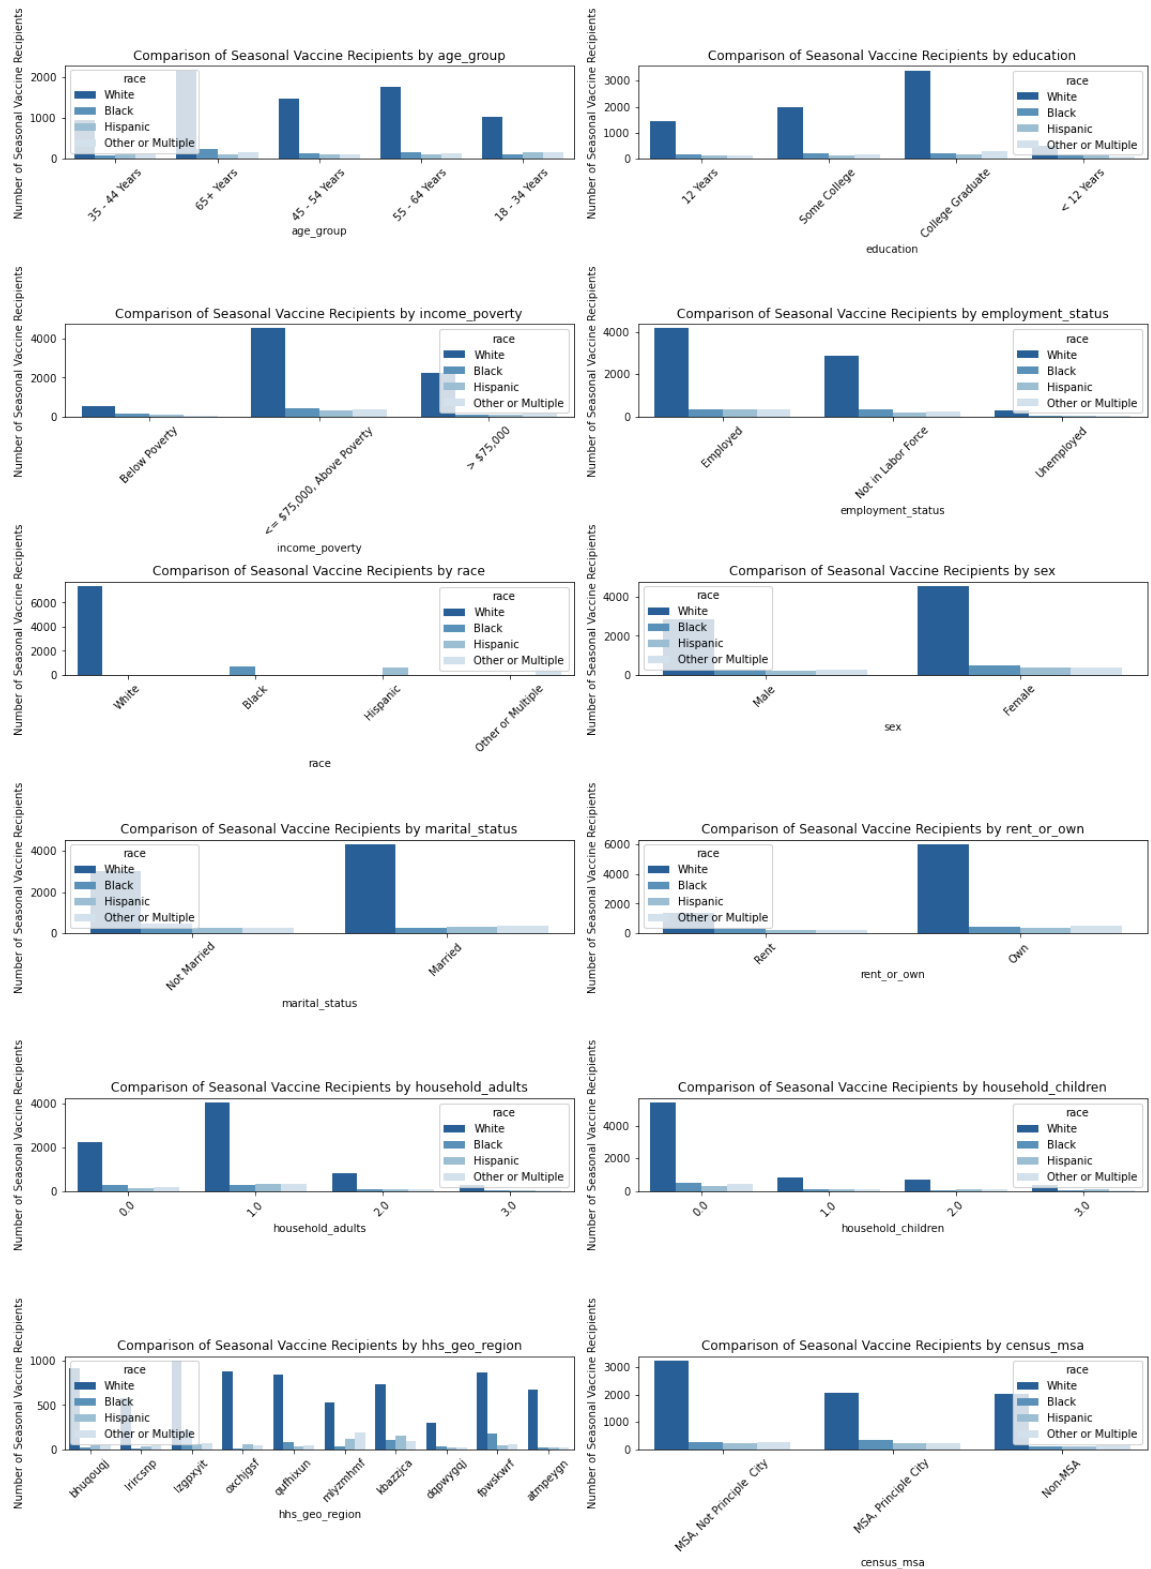 Comparison of Seasonal Vaccine Recipients by age_group
Number of Seasonal Vaccine Recipients
2000
1000
0
race
White
Black
Hispanic
Other or Multiple
35 - 44 Years
65+ Years
45 - 54 Years
55 - 64 Years
18 - 34 Years
age_group
Comparison of Seasonal Vaccine Recipients by education
Number of Seasonal Vaccine Recipients
3000
2000
1000
0
race
White
Black
Hispanic
Other or Multiple
12 Years
Some College
College Graduate
< 12 Years
education
Comparison of Seasonal Vaccine Recipients by income_poverty
Number of Seasonal Vaccine Recipients
4000
2000
0
race
White
Black
Hispanic
Other or Multiple
Below Poverty
<= $75,000, Above Poverty
> $75,000
income_poverty
Comparison of Seasonal Vaccine Recipients by employment_status
Number of Seasonal Vaccine Recipients
4000
2000
0
race
White
Black
Hispanic
Other or Multiple
Employed
Not in Labor Force
Unemployed
employment_status
Comparison of Seasonal Vaccine Recipients by race
Number of Seasonal Vaccine Recipients
6000
4000
2000
0
race
White
Black
Hispanic
Other or Multiple
White
Black
Hispanic
Other or Multiple
race
Comparison of Seasonal Vaccine Recipients by sex
Number of Seasonal Vaccine Recipients
4000
2000
0
race
White
Black
Hispanic
Other or Multiple
Male
Female
sex
Comparison of Seasonal Vaccine Recipients by marital_status
Number of Seasonal Vaccine Recipients
4000
2000
0
race
White
Black
Hispanic
Other or Multiple
Not Married
Married
marital_status
Comparison of Seasonal Vaccine Recipients by rent_or_own
Number of Seasonal Vaccine Recipients
6000
4000
2000
0
race
White
Black
Hispanic
Other or Multiple
Rent
Own
rent_or_own
Comparison of Seasonal Vaccine Recipients by household_adults
Number of Seasonal Vaccine Recipients
4000
2000
0
race
White
Black
Hispanic
Other or Multiple
0.0
1.0
2.0
3.0
household_adults
Comparison of Seasonal Vaccine Recipients by household_children
Number of Seasonal Vaccine Recipients
4000
2000
0
race
White
Black
Hispanic
Other or Multiple
0.0
1.0
2.0
3.0
household_children
Comparison of Seasonal Vaccine Recipients by hhs_geo_region
Number of Seasonal Vaccine Recipients
1000
500
0
race
White
Black
Hispanic
Other or Multiple
bhuqouqj
lrircsnp
lzgpxyit
oxchjgsf
qufhixun
mlyzmhmf
kbazzjca
dqpwygqj
fpwskwrf
atmpeygn
hhs_geo_region
Comparison of Seasonal Vaccine Recipients by census_msa
Number of Seasonal Vaccine Recipients
3000
2000
1000
0
race
White
Black
Hispanic
Other or Multiple
MSA, Not Principle City
MSA, Principle City
Non-MSA
census_msa